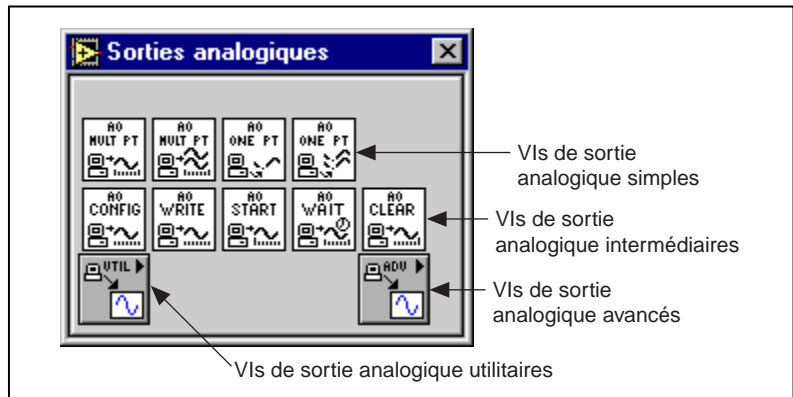 Sorties analogiques
AO MULT PT
AO MULT PT
AO ONE PT
AO ONE PT
VIs de sortie
analogique simples
AO CONFIG
AO WRITE
AO START
AO WAIT
AO CLEAR
VIs de sortie
analogique intermédiaires
UTIL
ADV
VIs de sortie
analogique avancés
VIs de sortie analogique utilitaires